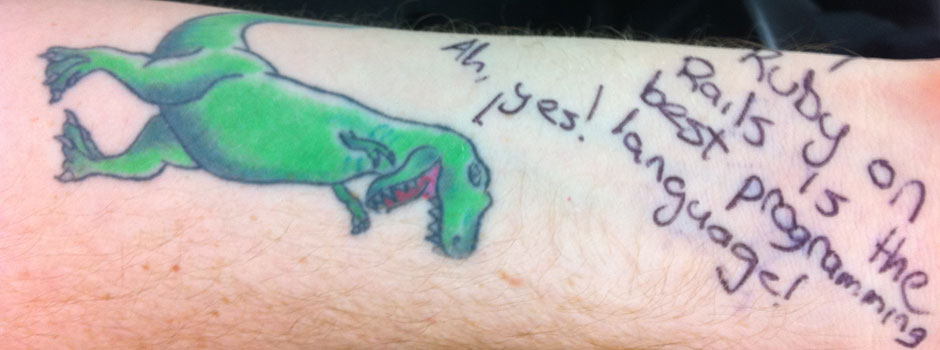 Ruby on
Rails is the
best programming
language!
Ah, yes!